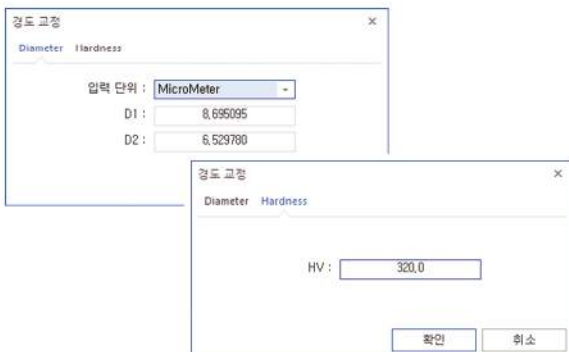 경도 교정
Diameter Hardness
입력 단위 : MicroMeter
D1 : 8,695095
D2 : 6,529780
경도 교정
Diameter Hardness
HV : 320,0
확인 취소